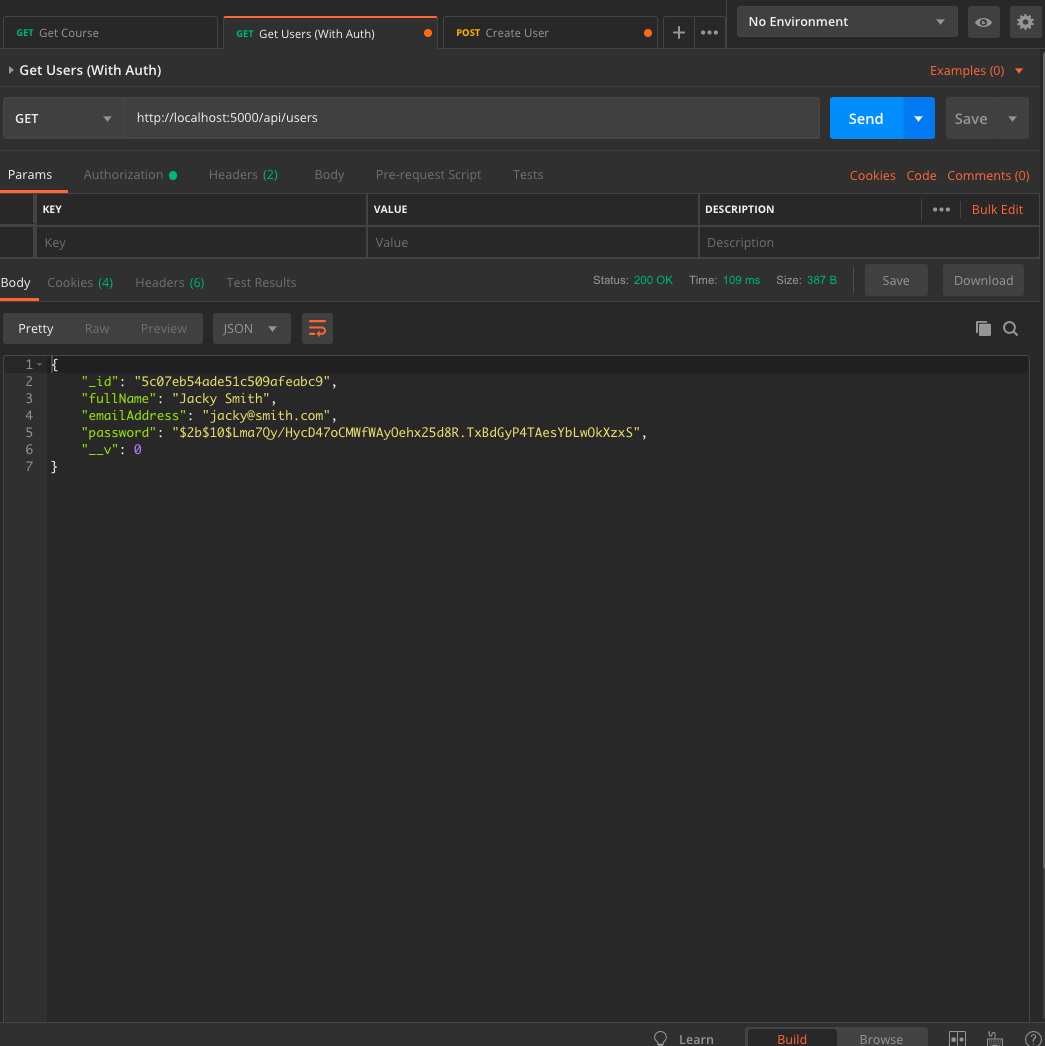 GET Get Course GET Get Users (With Auth) POST Create User + ••• No Environment
Get Users (With Auth) Examples (0)
GET http://localhost:5000/api/users Send Save
Params Authorization Headers (2) Body Pre-request Script Tests Cookies Code Comments (0)
KEY VALUE DESCRIPTION ••• Bulk Edit
Key Value Description
Body Cookies (4) Headers (6) Test Results Status: 200 OK Time: 109 ms Size: 387 B Save Download
Pretty Raw Preview JSON
1 {
2 "_id": "5c07eb54ade51c509afeabc9",
3 "fullName": "Jacky Smith",
4 "emailAddress": "jacky@smith.com",
5 "password": "$2b$10$Lma7Qy/HycD47oCMWfWAyOehx25d8R.TxBdGyP4TAesYbLwOkXzxS",
6 "__v": 0
7 }
Learn Build Browse ?